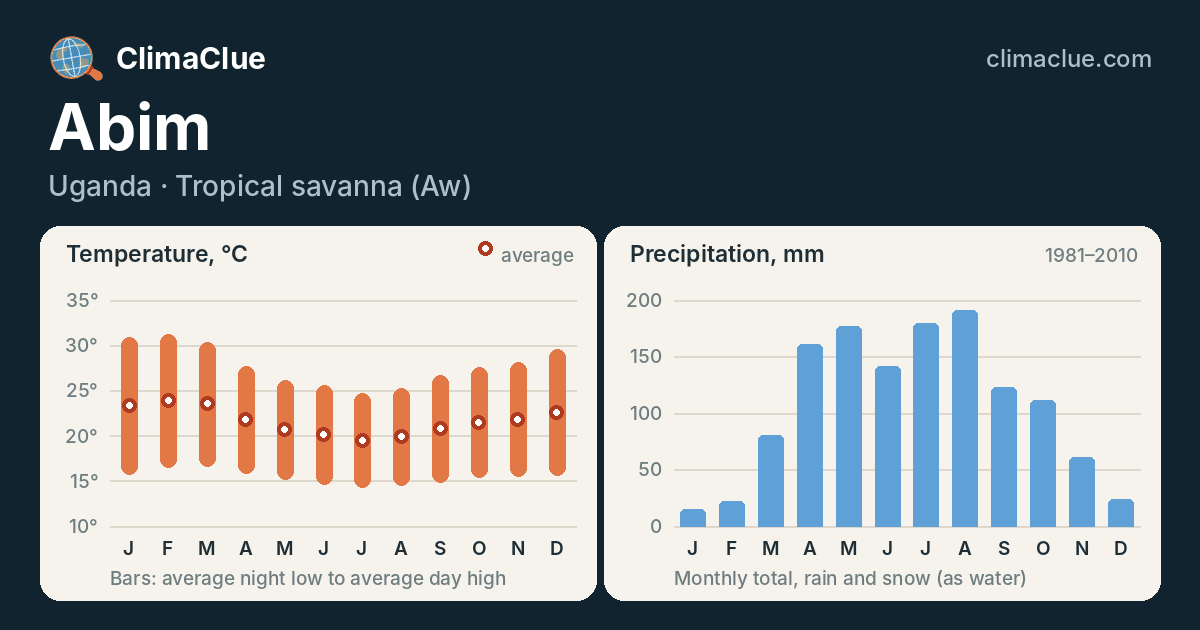 ClimaClue
climaclue.com
Abim
Uganda · Tropical savanna (Aw)
Temperature, °C
average
35°
30°
25°
20°
15°
10°
J F M A M J J A S O N D
Bars: average night low to average day high
Precipitation, mm
1981–2010
200
150
100
50
0
J F M A M J J A S O N D
Monthly total, rain and snow (as water)